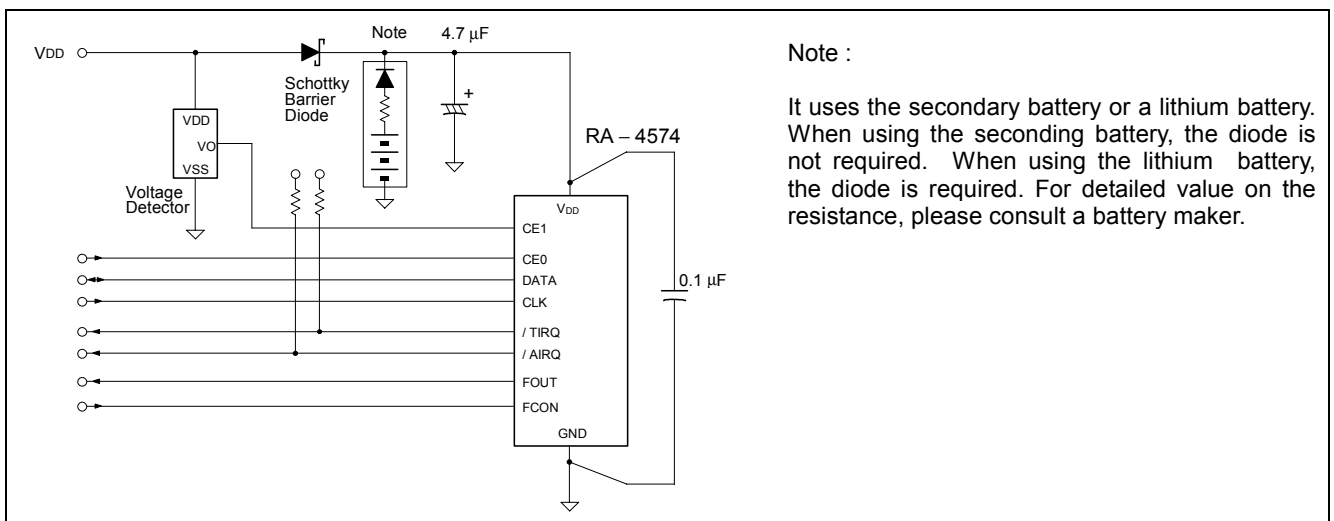 Note
4.7 μF
VDD
Schottky
Barrier
Diode
+
VDD
VO
VSS
Voltage
Detector
RA – 4574
VDD
CE1
CE0
DATA
CLK
/ TIRQ
/ AIRQ
FOUT
FCON
GND
0.1 μF
Note :
It uses the secondary battery or a lithium battery.
When using the seconding battery, the diode is
not required. When using the lithium battery,
the diode is required. For detailed value on the
resistance, please consult a battery maker.